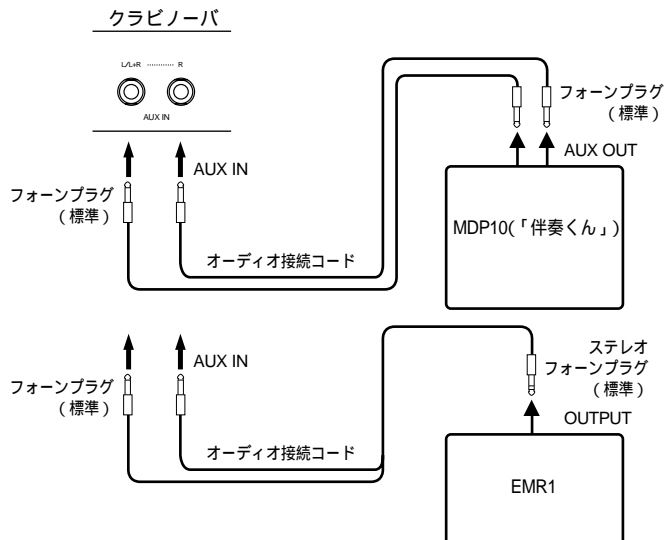 クラビノーバ
L/L+R ………… R
AUX IN
フォーンプラグ
（標準）
AUX IN
オーディオ接続コード
フォーンプラグ
（標準）
AUX OUT
MDP10(「伴奏くん」)
フォーンプラグ
（標準）
AUX IN
オーディオ接続コード
ステレオ
フォーンプラグ
（標準）
OUTPUT
EMR1